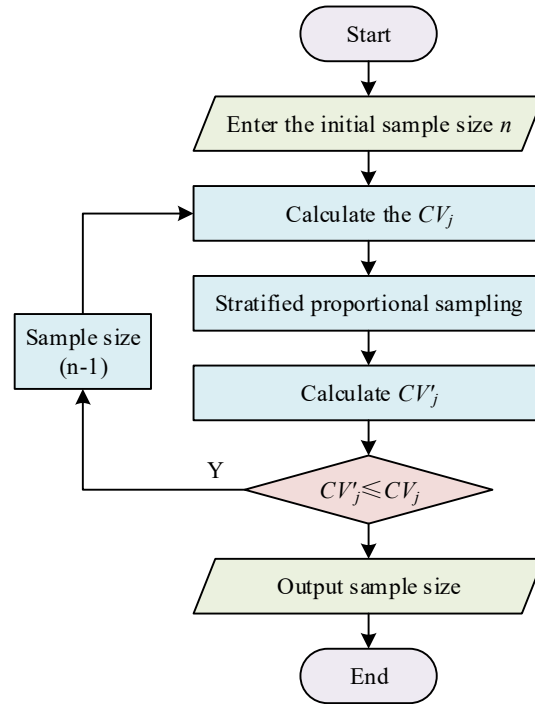 Start
Enter the initial sample size n
Calculate the CVj
Stratified proportional sampling
Sample size
(n-1)
Calculate CV'j
Y
CV'j≤CVj
Output sample size
End